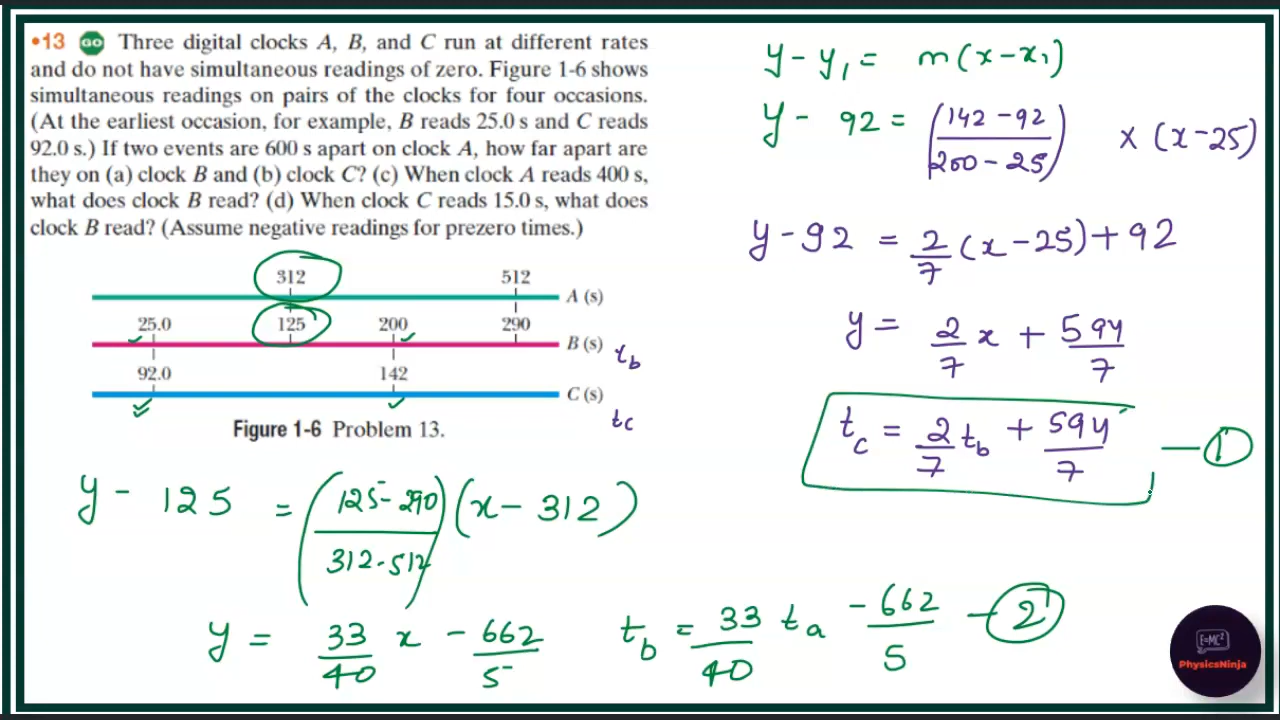 •13 GO Three digital clocks A, B, and C run at different rates
and do not have simultaneous readings of zero. Figure 1-6 shows
simultaneous readings on pairs of the clocks for four occasions.
(At the earliest occasion, for example, B reads 25.0 s and C reads
92.0 s.) If two events are 600 s apart on clock A, how far apart are
they on (a) clock B and (b) clock C? (c) When clock A reads 400 s,
what does clock B read? (d) When clock C reads 15.0 s, what does
clock B read? (Assume negative readings for prezero times.)
312 512
A (s)
25.0 125 200 290
B (s) t_b
92.0 142
C (s) t_c
Figure 1-6 Problem 13.
y - y₁ = m(x - x₁)
y - 92 = (142 - 92 / 200 - 25) × (x - 25)
y - 92 = 2/7 (x - 25) + 92
y = 2/7 x + 594/7
t_c = 2/7 t_b + 594/7 — 1
y - 125 = (125 - 290 / 312 - 512) (x - 312)
y = 33/40 x - 662/5
t_b = 33/40 t_a - 662/5 — 2
E=MC²
PhysicsNinja